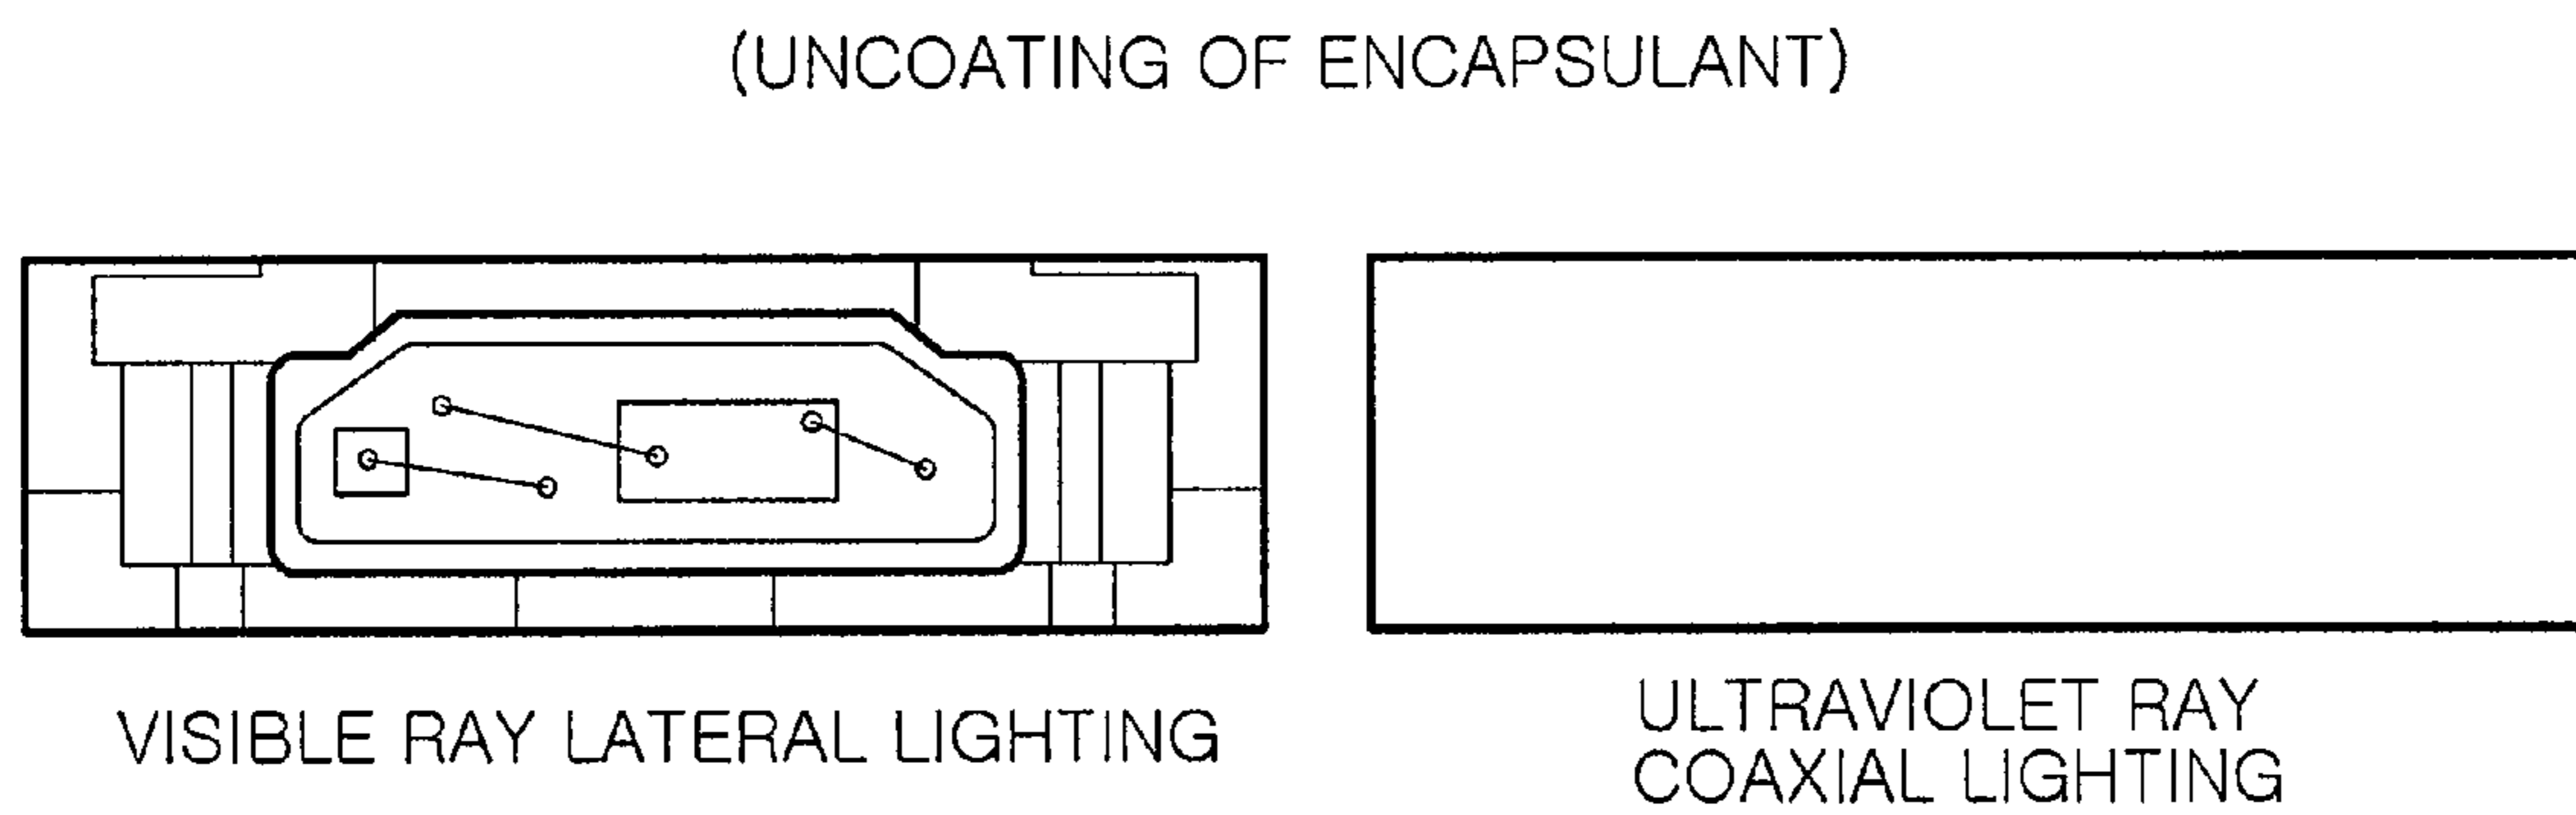 (UNCOATING OF ENCAPSULANT)
VISIBLE RAY LATERAL LIGHTING
ULTRAVIOLET RAY
COAXIAL LIGHTING